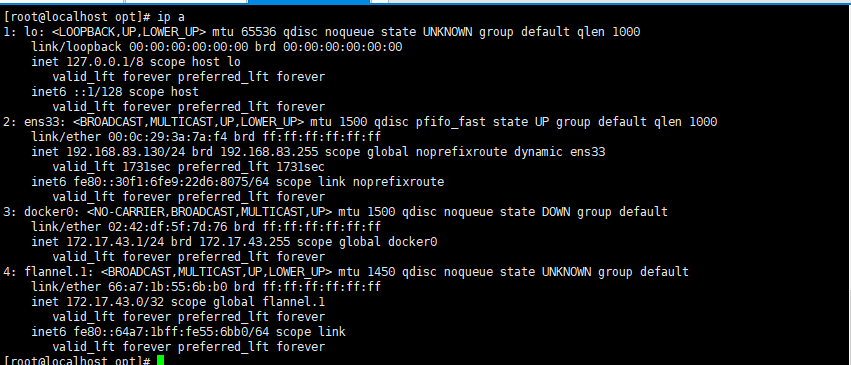 [root@localhost opt]# ip a
1: lo: <LOOPBACK,UP,LOWER_UP> mtu 65536 qdisc noqueue state UNKNOWN group default qlen 1000
    link/loopback 00:00:00:00:00:00 brd 00:00:00:00:00:00
    inet 127.0.0.1/8 scope host lo
       valid_lft forever preferred_lft forever
    inet6 ::1/128 scope host
       valid_lft forever preferred_lft forever
2: ens33: <BROADCAST,MULTICAST,UP,LOWER_UP> mtu 1500 qdisc pfifo_fast state UP group default qlen 1000
    link/ether 00:0c:29:3a:7a:f4 brd ff:ff:ff:ff:ff:ff
    inet 192.168.83.130/24 brd 192.168.83.255 scope global noprefixroute dynamic ens33
       valid_lft 1731sec preferred_lft 1731sec
    inet6 fe80::30f1:6fe9:22d6:8075/64 scope link noprefixroute
       valid_lft forever preferred_lft forever
3: docker0: <NO-CARRIER,BROADCAST,MULTICAST,UP> mtu 1500 qdisc noqueue state DOWN group default
    link/ether 02:42:df:5f:7d:76 brd ff:ff:ff:ff:ff:ff
    inet 172.17.43.1/24 brd 172.17.43.255 scope global docker0
       valid_lft forever preferred_lft forever
4: flannel.1: <BROADCAST,MULTICAST,UP,LOWER_UP> mtu 1450 qdisc noqueue state UNKNOWN group default
    link/ether 66:a7:1b:55:6b:b0 brd ff:ff:ff:ff:ff:ff
    inet 172.17.43.0/32 scope global flannel.1
       valid_lft forever preferred_lft forever
    inet6 fe80::64a7:1bff:fe55:6bb0/64 scope link
       valid_lft forever preferred_lft forever
[root@localhost opt]#